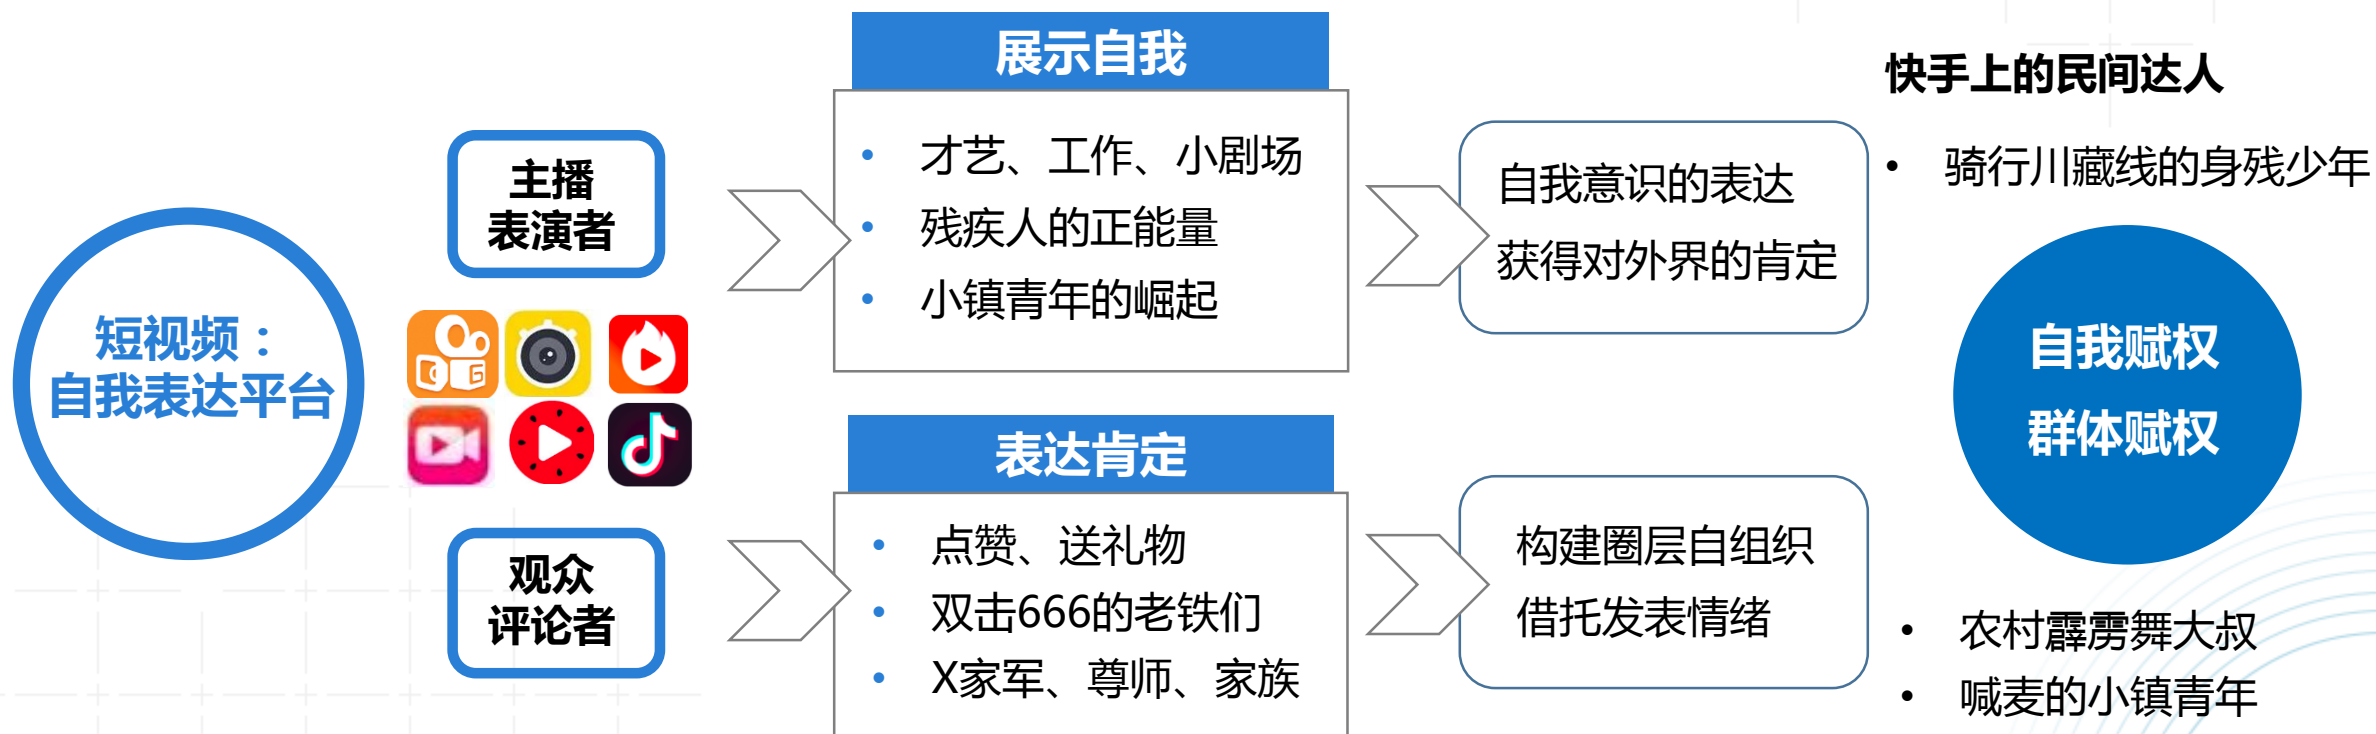 短视频：
自我表达平台
主播
表演者
观众
评论者
展示自我
才艺、工作、小剧场
残疾人的正能量
小镇青年的崛起
表达肯定
点赞、送礼物
双击666的老铁们
X家军、尊师、家族
自我意识的表达
获得对外界的肯定
构建圈层自组织
借托发表情绪
快手上的民间达人
骑行川藏线的身残少年
自我赋权
群体赋权
农村霹雳舞大叔
喊麦的小镇青年